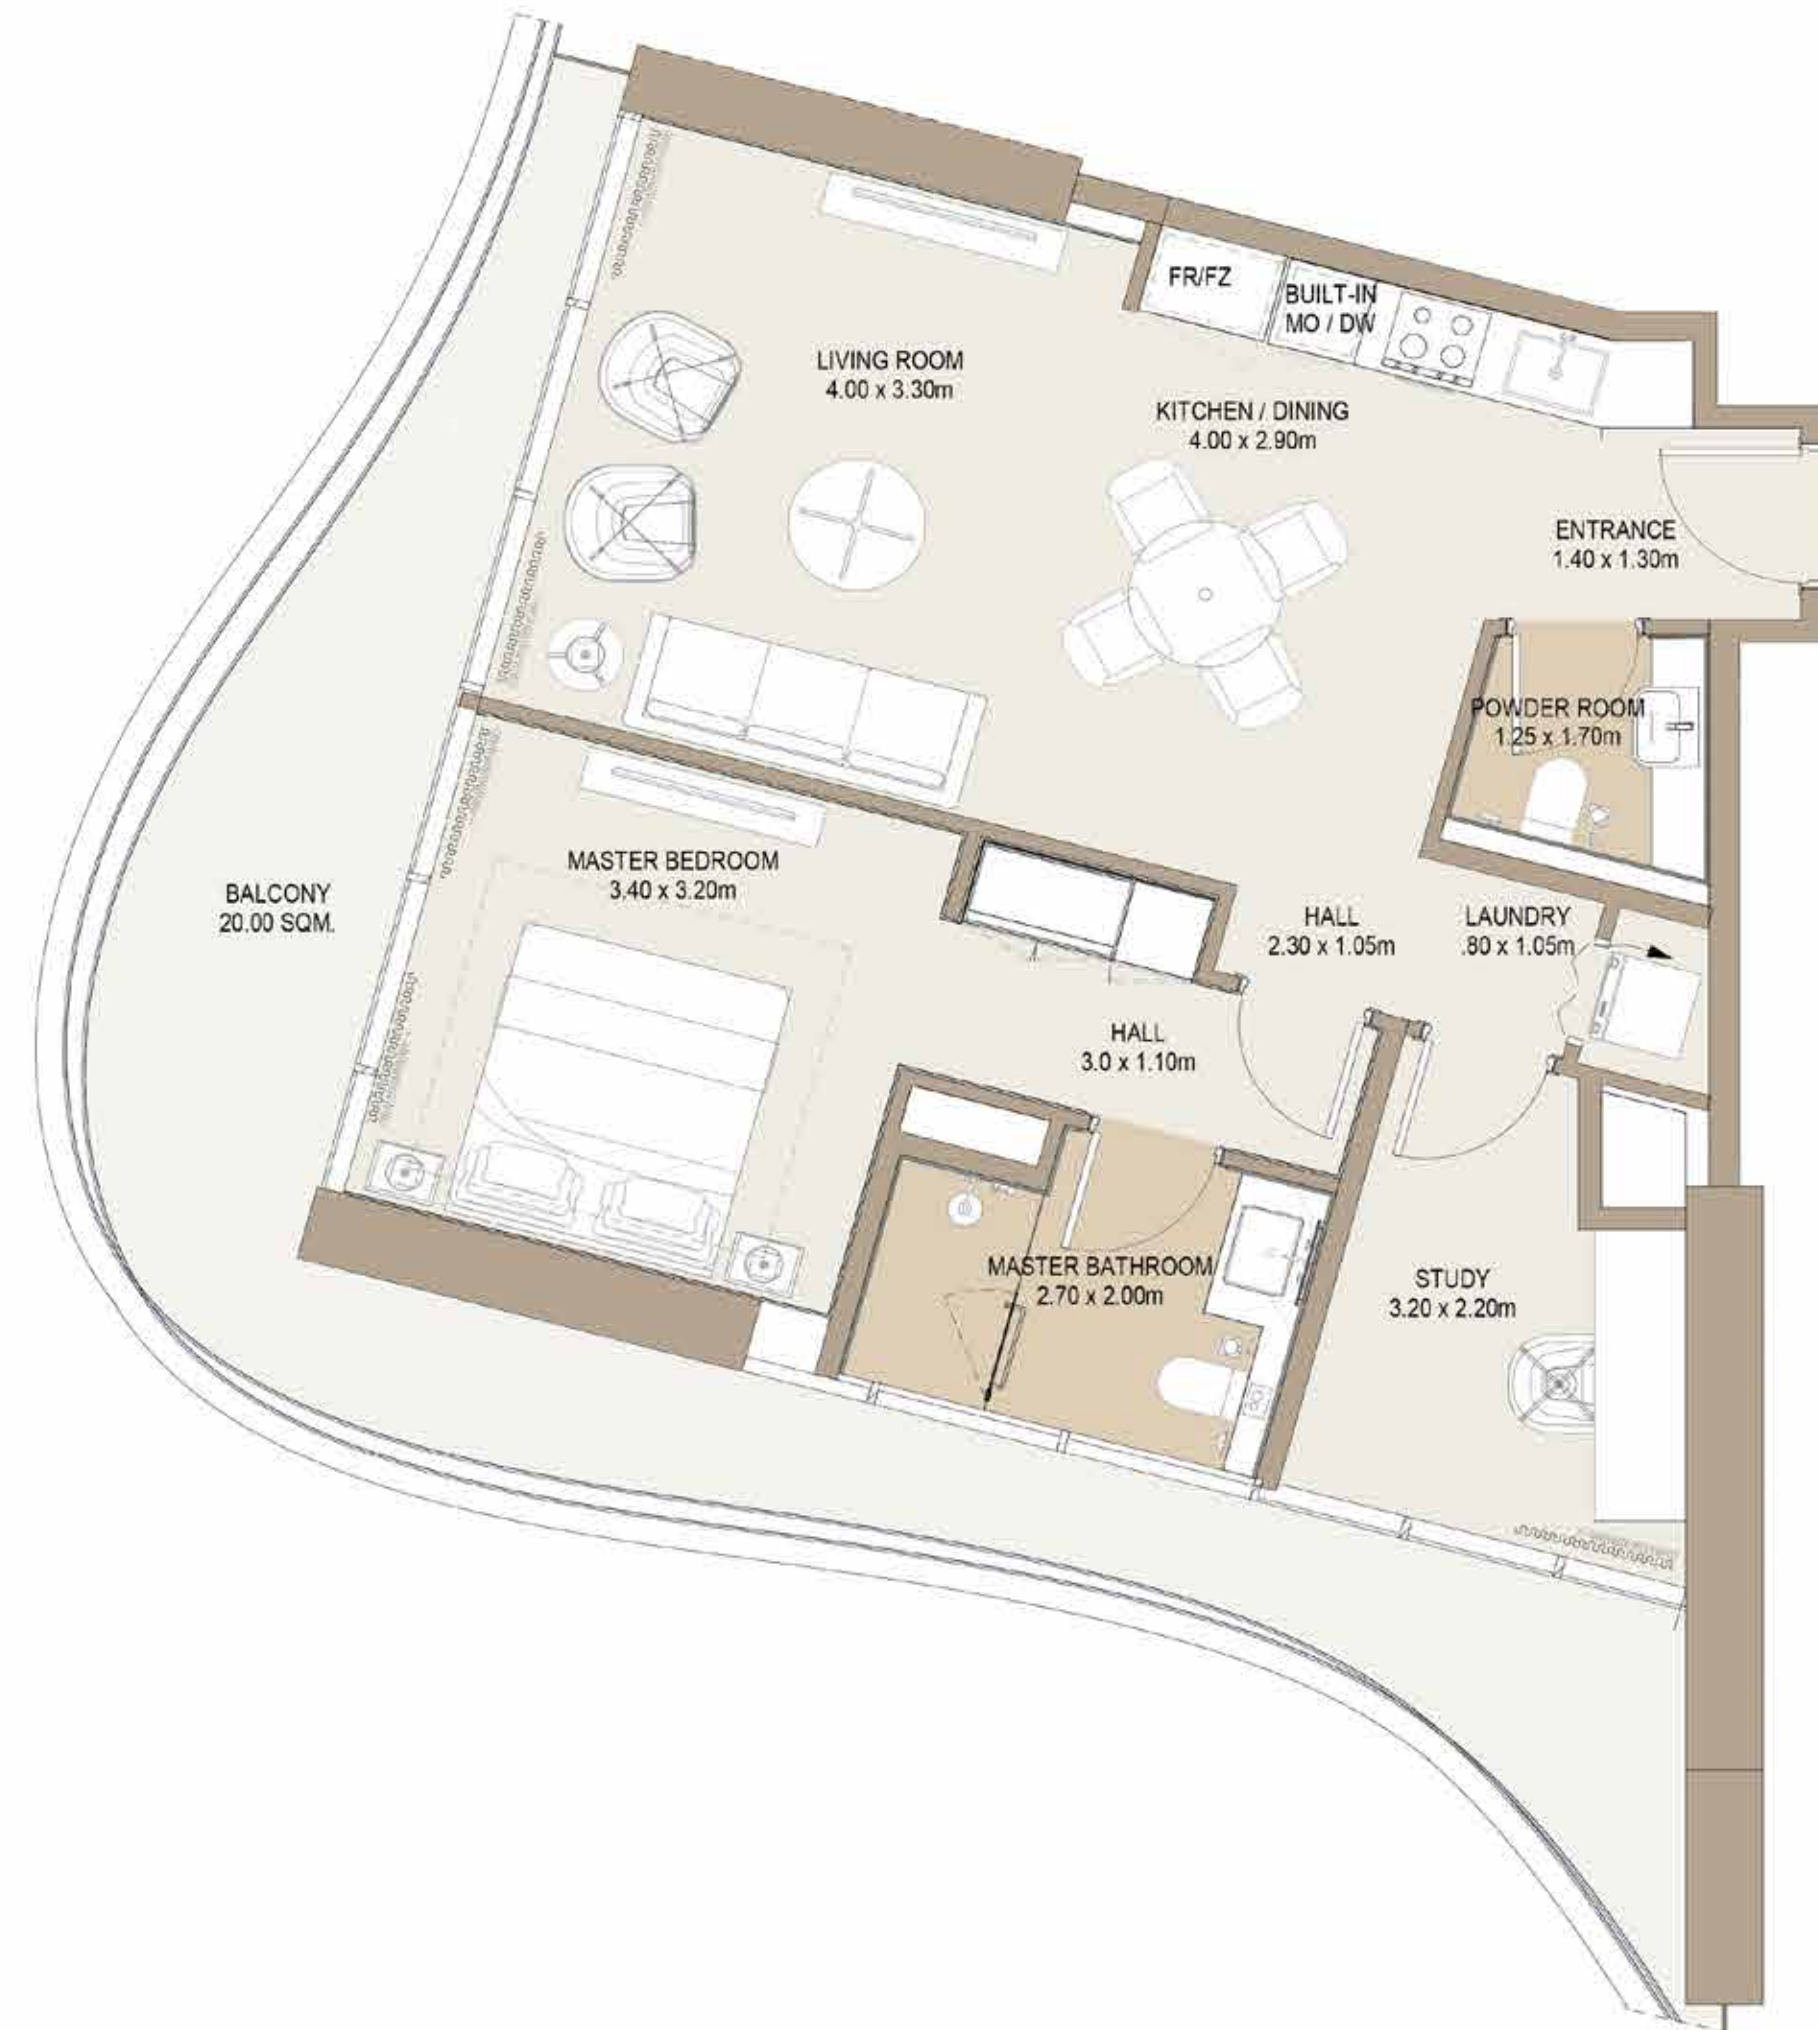 FR/FZ
BUILT-IN
MO / DW
LIVING ROOM
4.00 x 3.30m
KITCHEN / DINING
4.00 x 2.90m
ENTRANCE
1.40 x 1.30m
POWDER ROOM
1.25 x 1.70m
MASTER BEDROOM
3.40 x 3.20m
BALCONY
20.00 SQM.
HALL
2.30 x 1.05m
LAUNDRY
.80 x 1.05m
HALL
3.0 x 1.10m
MASTER BATHROOM
2.70 x 2.00m
STUDY
3.20 x 2.20m